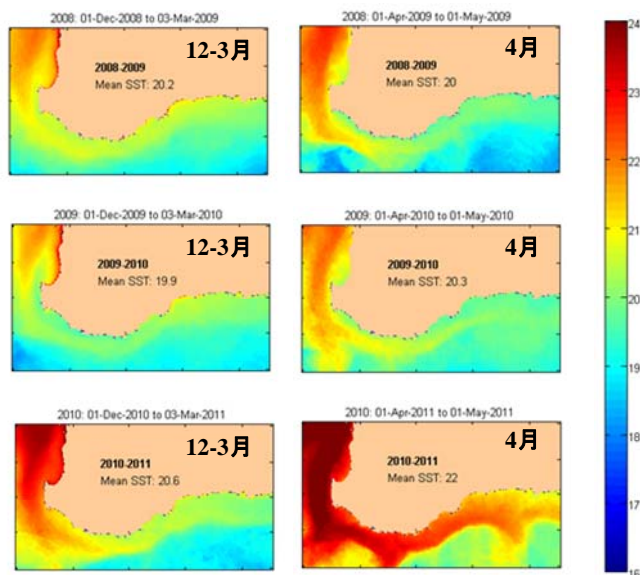 2008: 01-Dec-2008 to 03-Mar-2009
12-3月
2008-2009
Mean SST: 20.2
2008: 01-Apr-2009 to 01-May-2009
4月
2008-2009
Mean SST: 20
2009: 01-Dec-2009 to 03-Mar-2010
12-3月
2009-2010
Mean SST: 19.9
2009: 01-Apr-2010 to 01-May-2010
4月
2009-2010
Mean SST: 20.3
2010: 01-Dec-2010 to 03-Mar-2011
12-3月
2010-2011
Mean SST: 20.6
2010: 01-Apr-2011 to 01-May-2011
4月
2010-2011
Mean SST: 22
24
23
22
21
20
19
18
17
16